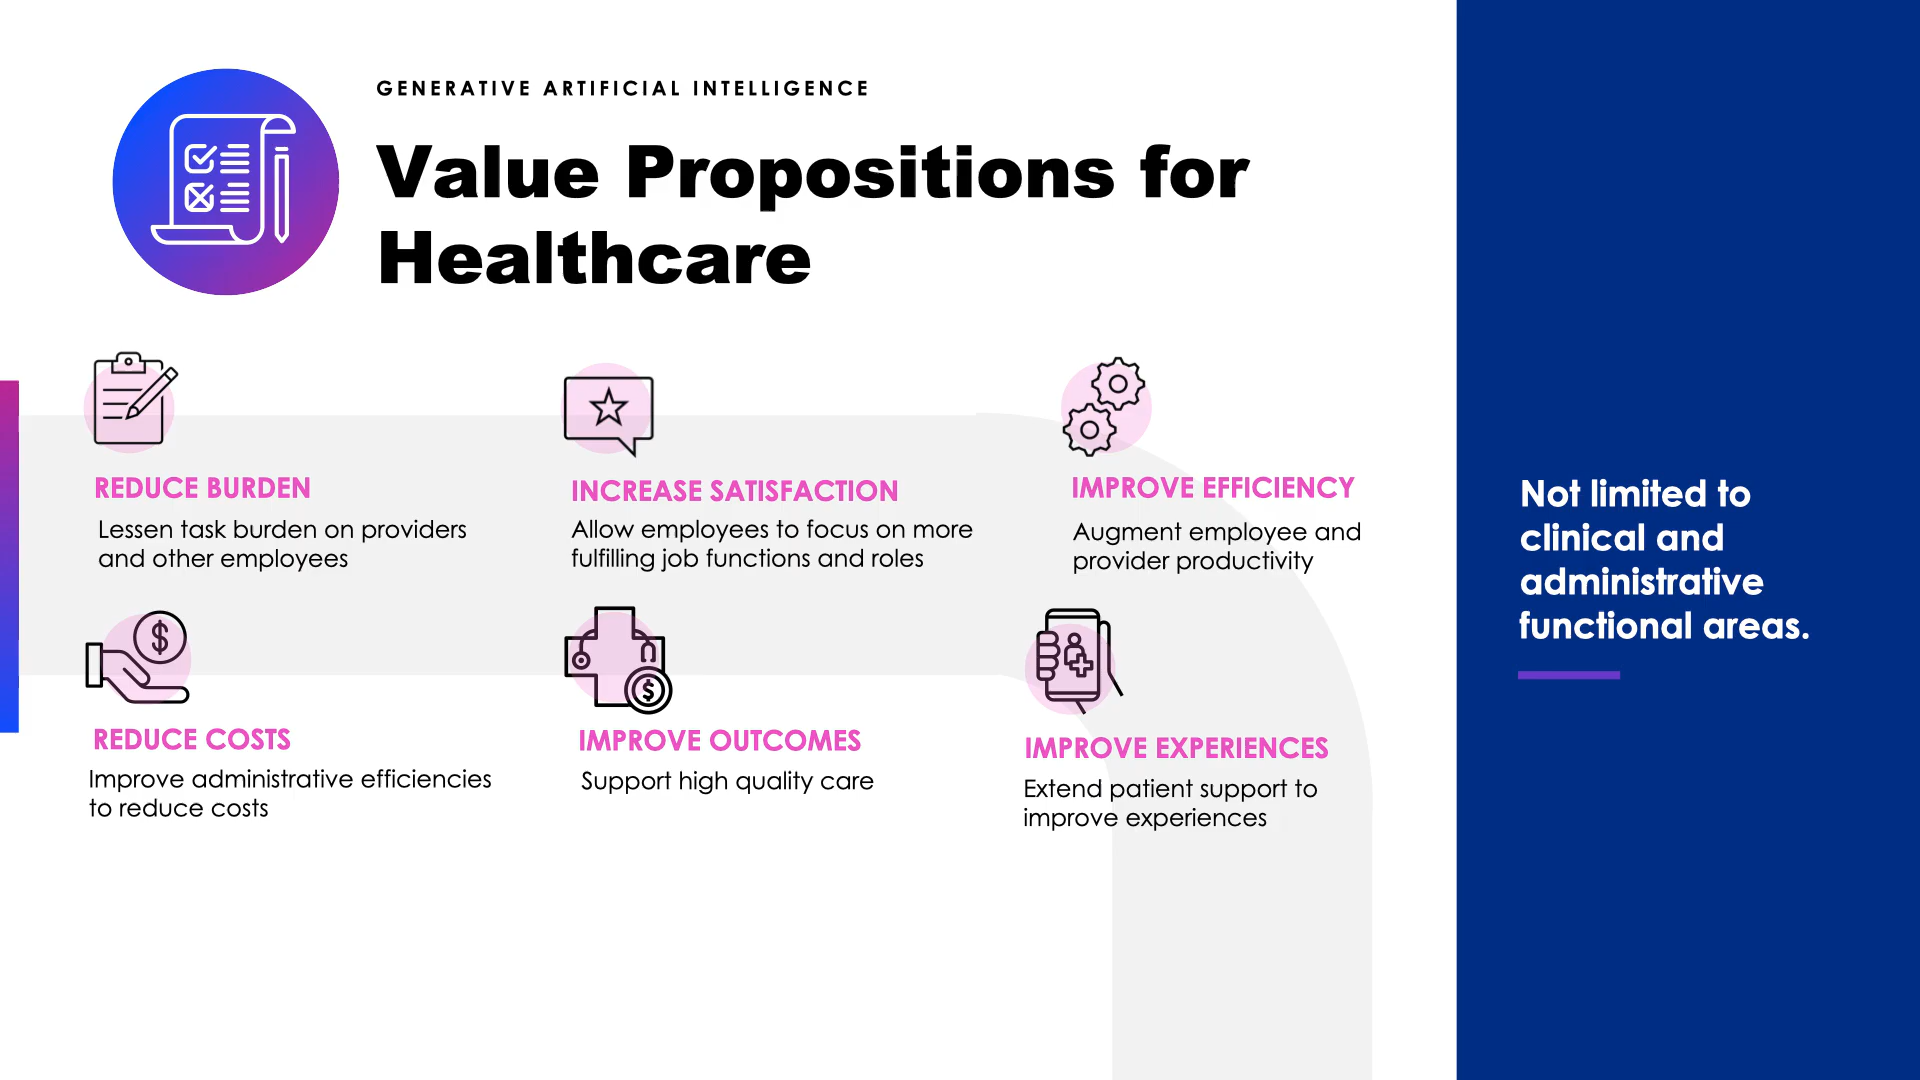 GENERATIVE ARTIFICIAL INTELLIGENCE
Value Propositions for
Healthcare
REDUCE BURDEN
Lessen task burden on providers
and other employees
INCREASE SATISFACTION
Allow employees to focus on more
fulfilling job functions and roles
IMPROVE EFFICIENCY
Augment employee and
provider productivity
REDUCE COSTS
Improve administrative efficiencies
to reduce costs
IMPROVE OUTCOMES
Support high quality care
IMPROVE EXPERIENCES
Extend patient support to
improve experiences
Not limited to
clinical and
administrative
functional areas.